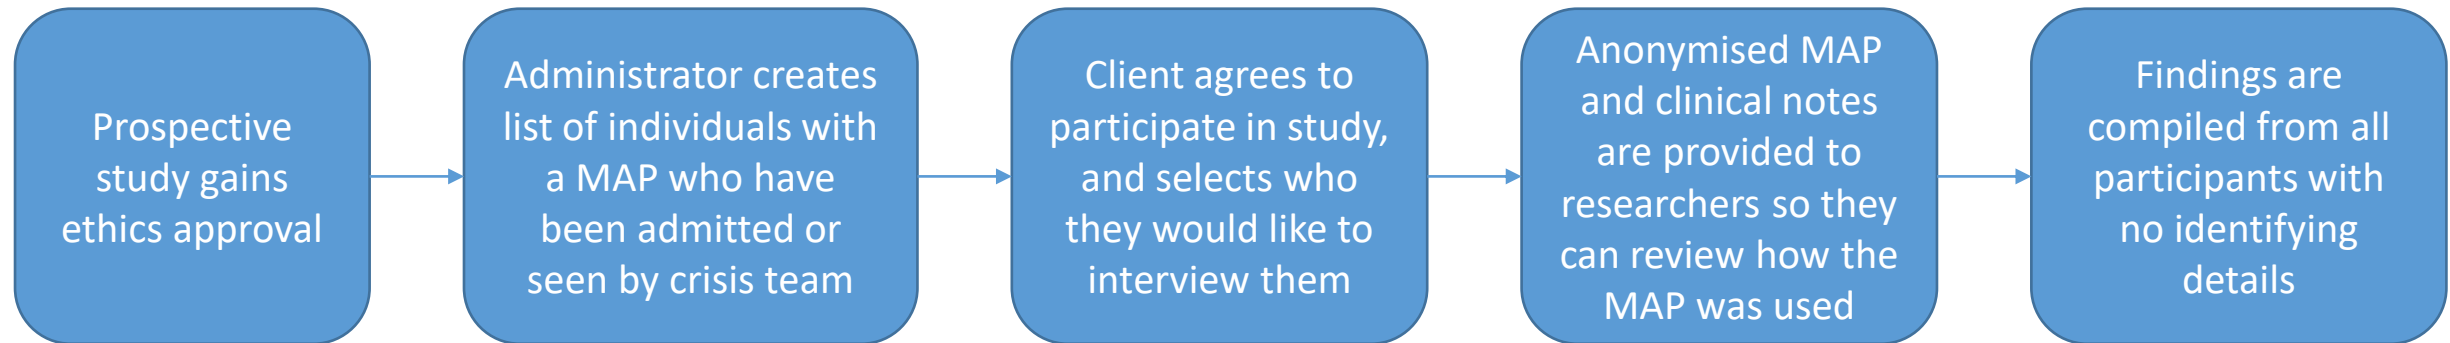 Prospective
study gains
ethics approval
Administrator creates
list of individuals with
a MAP who have
been admitted or
seen by crisis team
Client agrees to
participate in study,
and selects who
they would like to
interview them
Anonymised MAP
and clinical notes
are provided to
researchers so they
can review how the
MAP was used
Findings are
compiled from all
participants with
no identifying
details